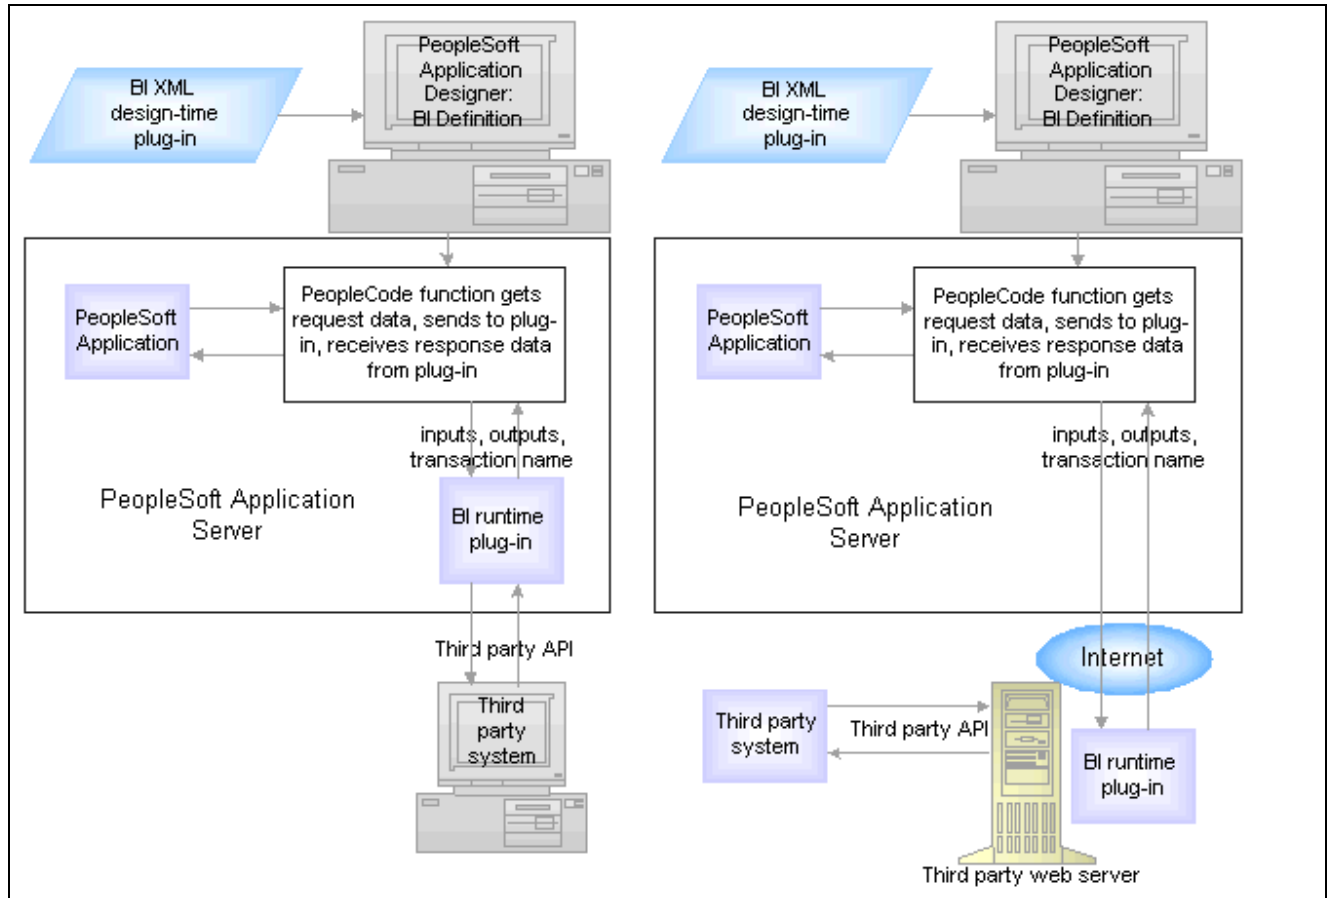 PeopleSoft
Application
Designer:
BI Definition
BI XML
design-time
plug-in
PeopleCode function gets
request data, sends to plug-
in, receives response data
from plug-in
PeopleSoft
Application
inputs, outputs,
transaction name
PeopleSoft Application
Server
BI runtime
plug-in
Third party API
Third
party
system
PeopleSoft
Application
Designer:
BI Definition
BI XML
design-time
plug-in
PeopleCode function gets
request data, sends to plug-
in, receives response data
from plug-in
PeopleSoft
Application
inputs, outputs,
transaction name
PeopleSoft Application
Server
Internet
Third party
system
Third party API
BI runtime
plug-in
Third party web server